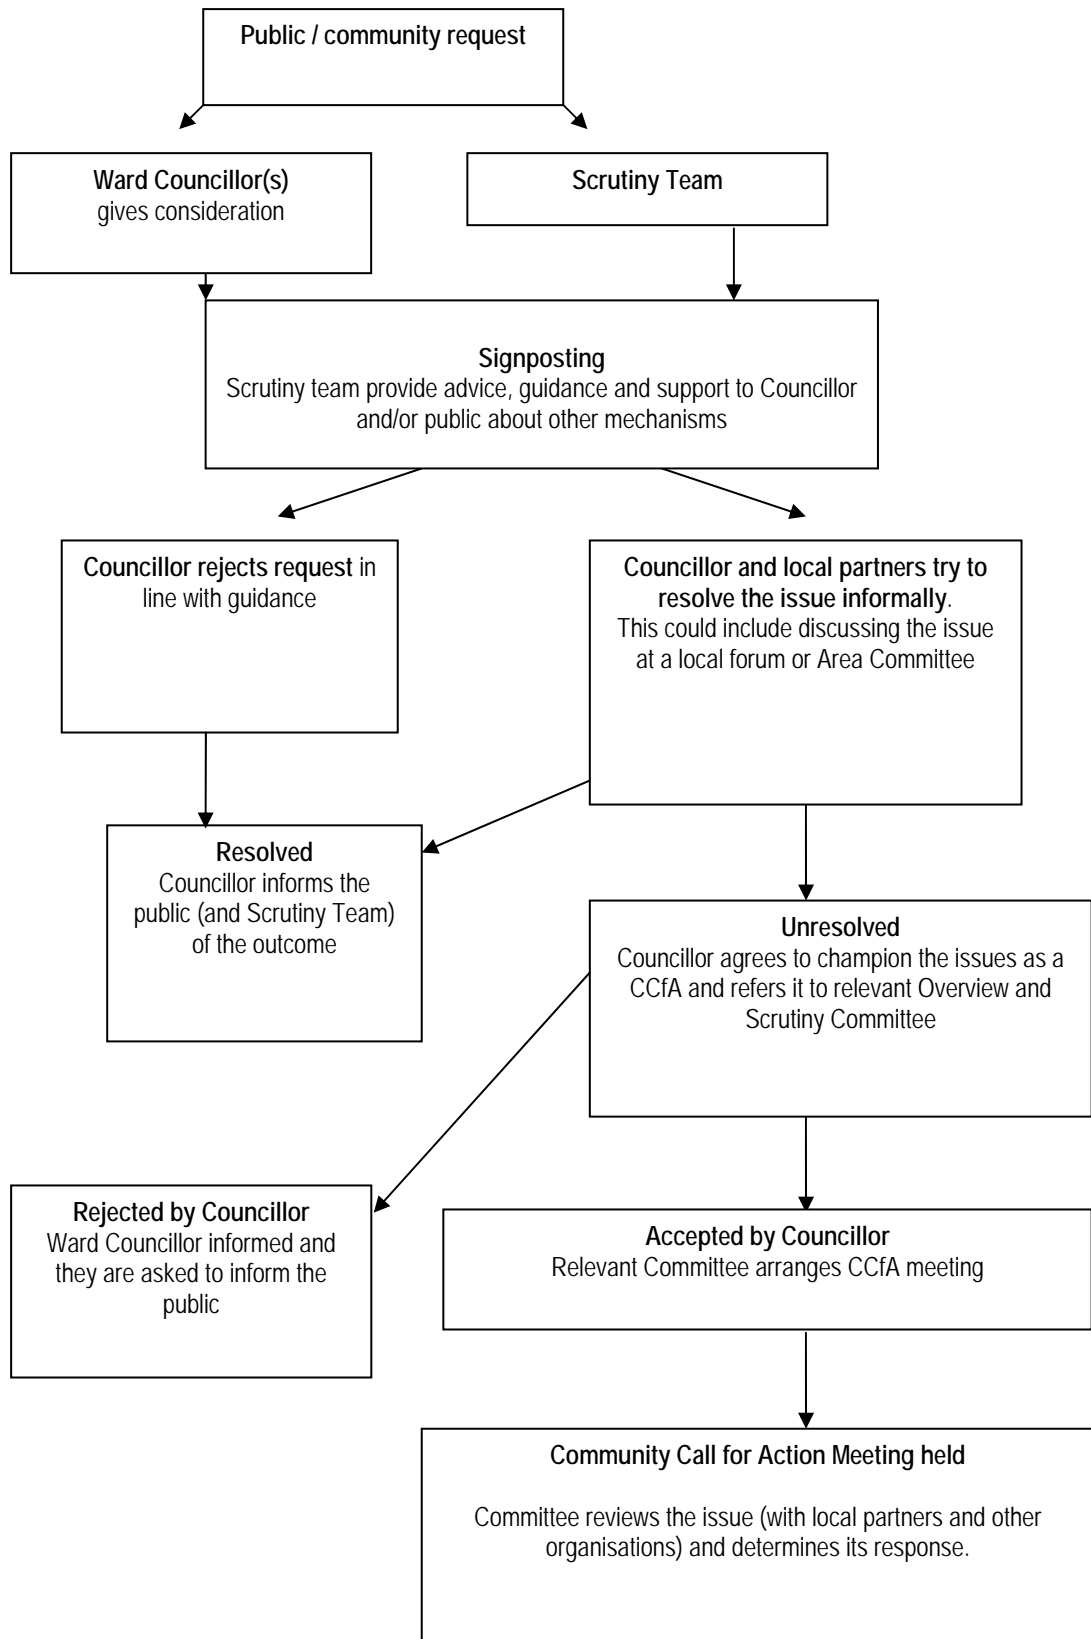 Public / community request
Ward Councillor(s)
gives consideration
Scrutiny Team
Signposting
Scrutiny team provide advice, guidance and support to Councillor
and/or public about other mechanisms
Councillor rejects request in
line with guidance
Councillor and local partners try to
resolve the issue informally.
This could include discussing the issue
at a local forum or Area Committee
Resolved
Councillor informs the
public (and Scrutiny Team)
of the outcome
Unresolved
Councillor agrees to champion the issues as a
CCfA and refers it to relevant Overview and
Scrutiny Committee
Rejected by Councillor
Ward Councillor informed and
they are asked to inform the
public
Accepted by Councillor
Relevant Committee arranges CCfA meeting
Community Call for Action Meeting held
Committee reviews the issue (with local partners and other
organisations) and determines its response.